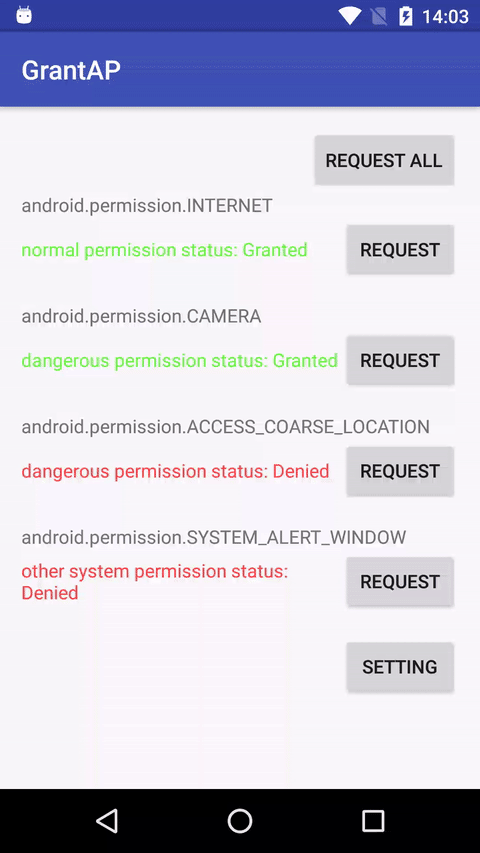 14:03
GrantAP
REQUEST ALL
android.permission.INTERNET
normal permission status: Granted
REQUEST
android.permission.CAMERA
dangerous permission status: Granted
REQUEST
android.permission.ACCESS_COARSE_LOCATION
dangerous permission status: Denied
REQUEST
android.permission.SYSTEM_ALERT_WINDOW
other system permission status:
Denied
REQUEST
SETTING